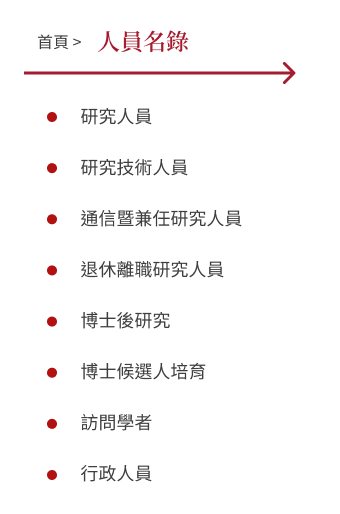 首頁 > 人員名錄
研究人員
研究技術人員
通信暨兼任研究人員
退休離職研究人員
博士後研究
博士候選人培育
訪問學者
行政人員